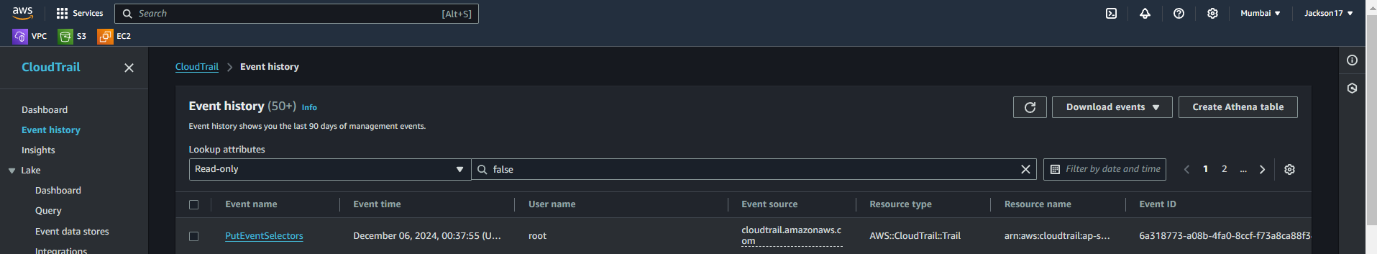 aws Services Search [Alt+S] Mumbai Jackson17
VPC S3 EC2
CloudTrail
CloudTrail Event history
Dashboard
Event history
Insights
Lake
Dashboard
Query
Event data stores
Integrations
Event history (50+) Info
Download events Create Athena table
Event history shows you the last 90 days of management events.
Lookup attributes
Read-only false Filter by date and time 1 2 ...
Event name Event time User name Event source Resource type Resource name Event ID
PutEventSelectors December 06, 2024, 00:37:55 (U... root cloudtrail.amazonaws.c
om AWS::CloudTrail::Trail arn:aws:cloudtrail:ap-s... 6a318773-a08b-4fa0-8ccf-f73a8ca88f3